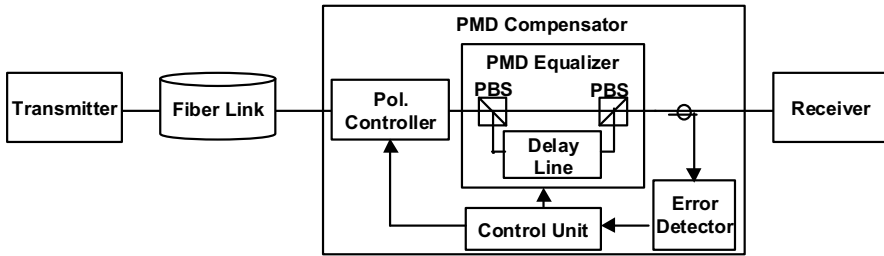 PMD Compensator
PMD Equalizer
PBS
PBS
Transmitter
Fiber Link
Pol.
Controller
Receiver
Delay
Line
Error
Detector
Control Unit